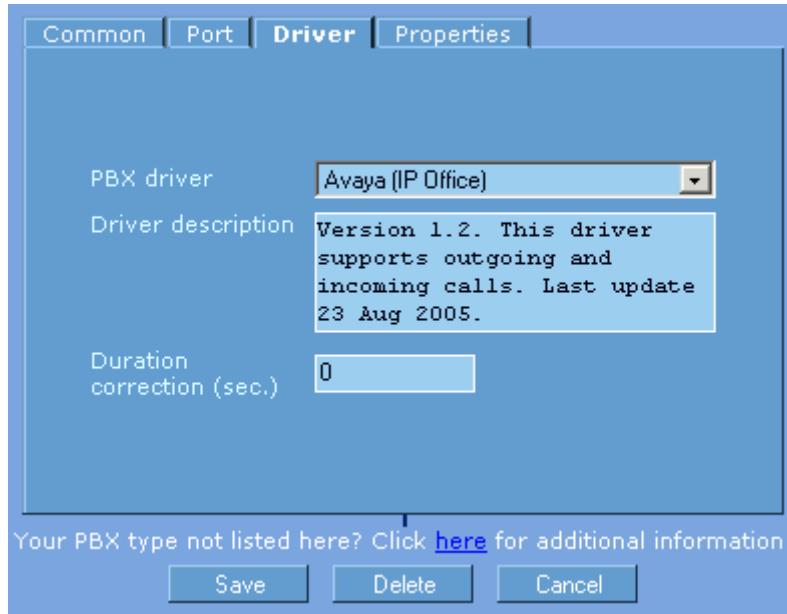 Common Port Driver Properties
PBX driver Avaya (IP Office)
Driver description
Version 1.2. This driver
supports outgoing and
incoming calls. Last update
23 Aug 2005.
Duration
correction (sec.)
0
Your PBX type not listed here? Click here for additional information
Save Delete Cancel